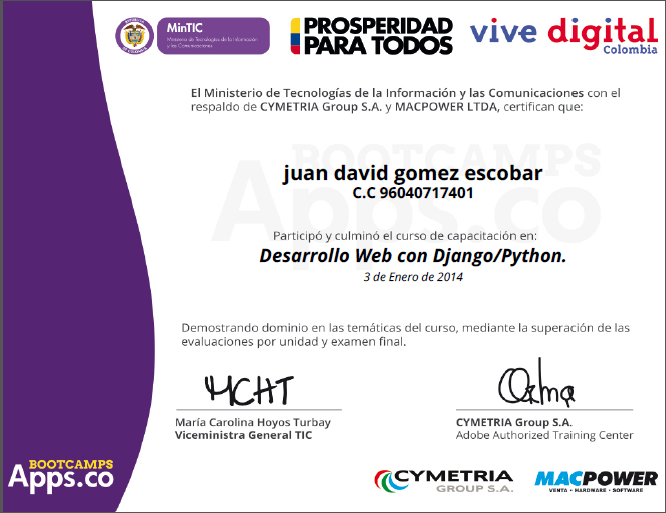 MinTIC
Ministerio de Tecnologías de la Información
y las Comunicaciones
PROSPERIDAD
PARA TODOS
vive digital
Colombia
El Ministerio de Tecnologías de la Información y las Comunicaciones con el
respaldo de CYMETRIA Group S.A. y MACPOWER LTDA, certifican que:
BOOTCAMPS
Apps.co
juan david gomez escobar
C.C 96040717401
Participó y culminó el curso de capacitación en:
Desarrollo Web con Django/Python.
3 de Enero de 2014
Demostrando dominio en las temáticas del curso, mediante la superación de las
evaluaciones por unidad y examen final.
MCHT
María Carolina Hoyos Turbay
Viceministra General TIC
CYMETRIA Group S.A.
Adobe Authorized Training Center
BOOTCAMPS
Apps.co
CYMETRIA
GROUP S.A.
MACPOWER
VENTA - HARDWARE - SOFTWARE